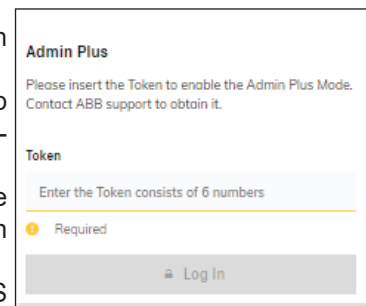 Admin Plus
Please insert the Token to enable the Admin Plus Mode.
Contact ABB support to obtain it.
Token
Enter the Token consists of 6 numbers
Required
Log In